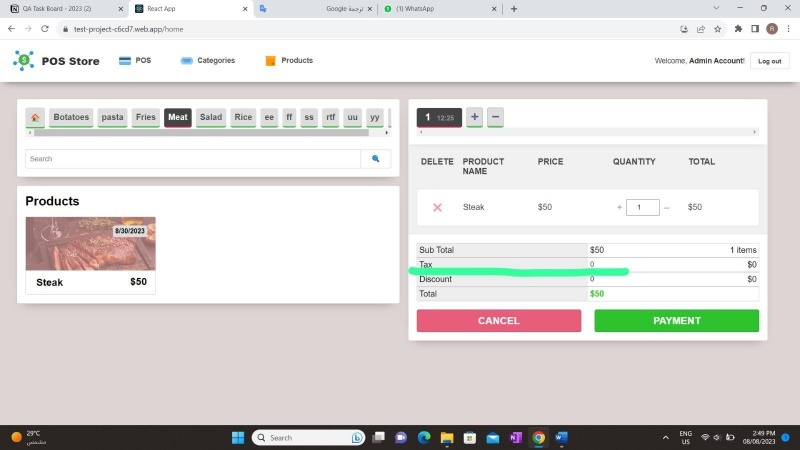 QA Task Board - 2023 (2)
React App
ترجمة Google
(1) WhatsApp
test-project-c6cd7.web.app/home
R
POS Store
POS
Categories
Products
Welcome, Admin Account!
Log out
Botatoes
pasta
Fries
Meat
Salad
Rice
ee
ff
ss
rtf
uu
yy
Search
Products
8/30/2023
Steak
$50
1 12:25
+
−
DELETE
PRODUCT NAME
PRICE
QUANTITY
TOTAL
Steak
$50
+ 1 −
$50
Sub Total $50 1 items
Tax 0 $0
Discount 0 $0
Total $50
CANCEL
PAYMENT
29°C
مشمس
Search
ENG
US
2:49 PM
08/08/2023